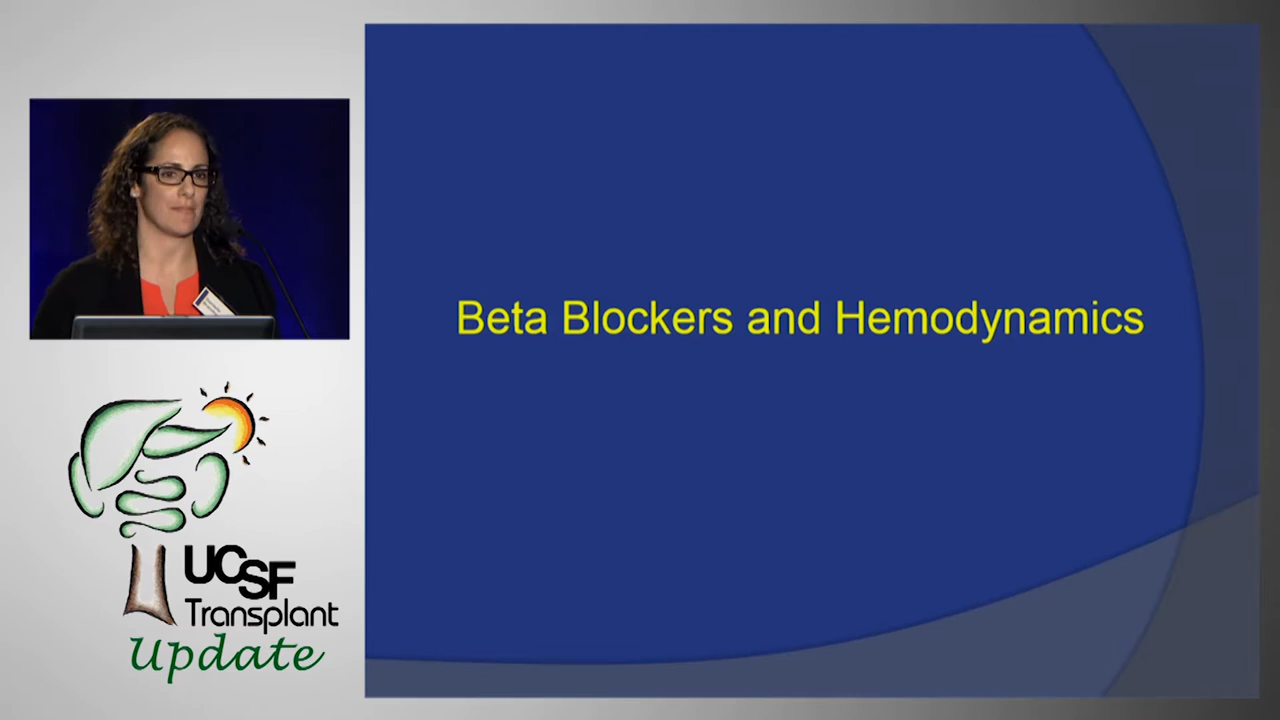 Beta Blockers and Hemodynamics
UCSF
Transplant
Update